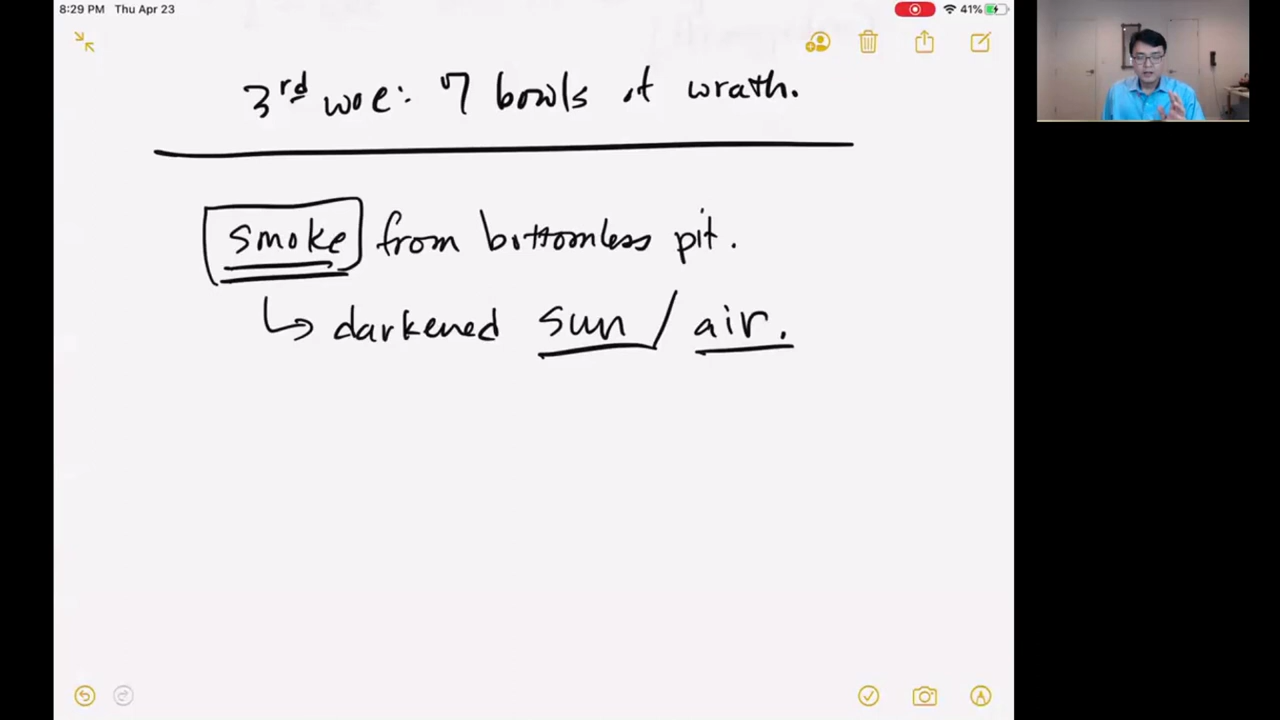 8:29 PM Thu Apr 23 41%
3rd woe: 7 bowls of wrath.
smoke from bottomless pit.
↳ darkened sun / air.